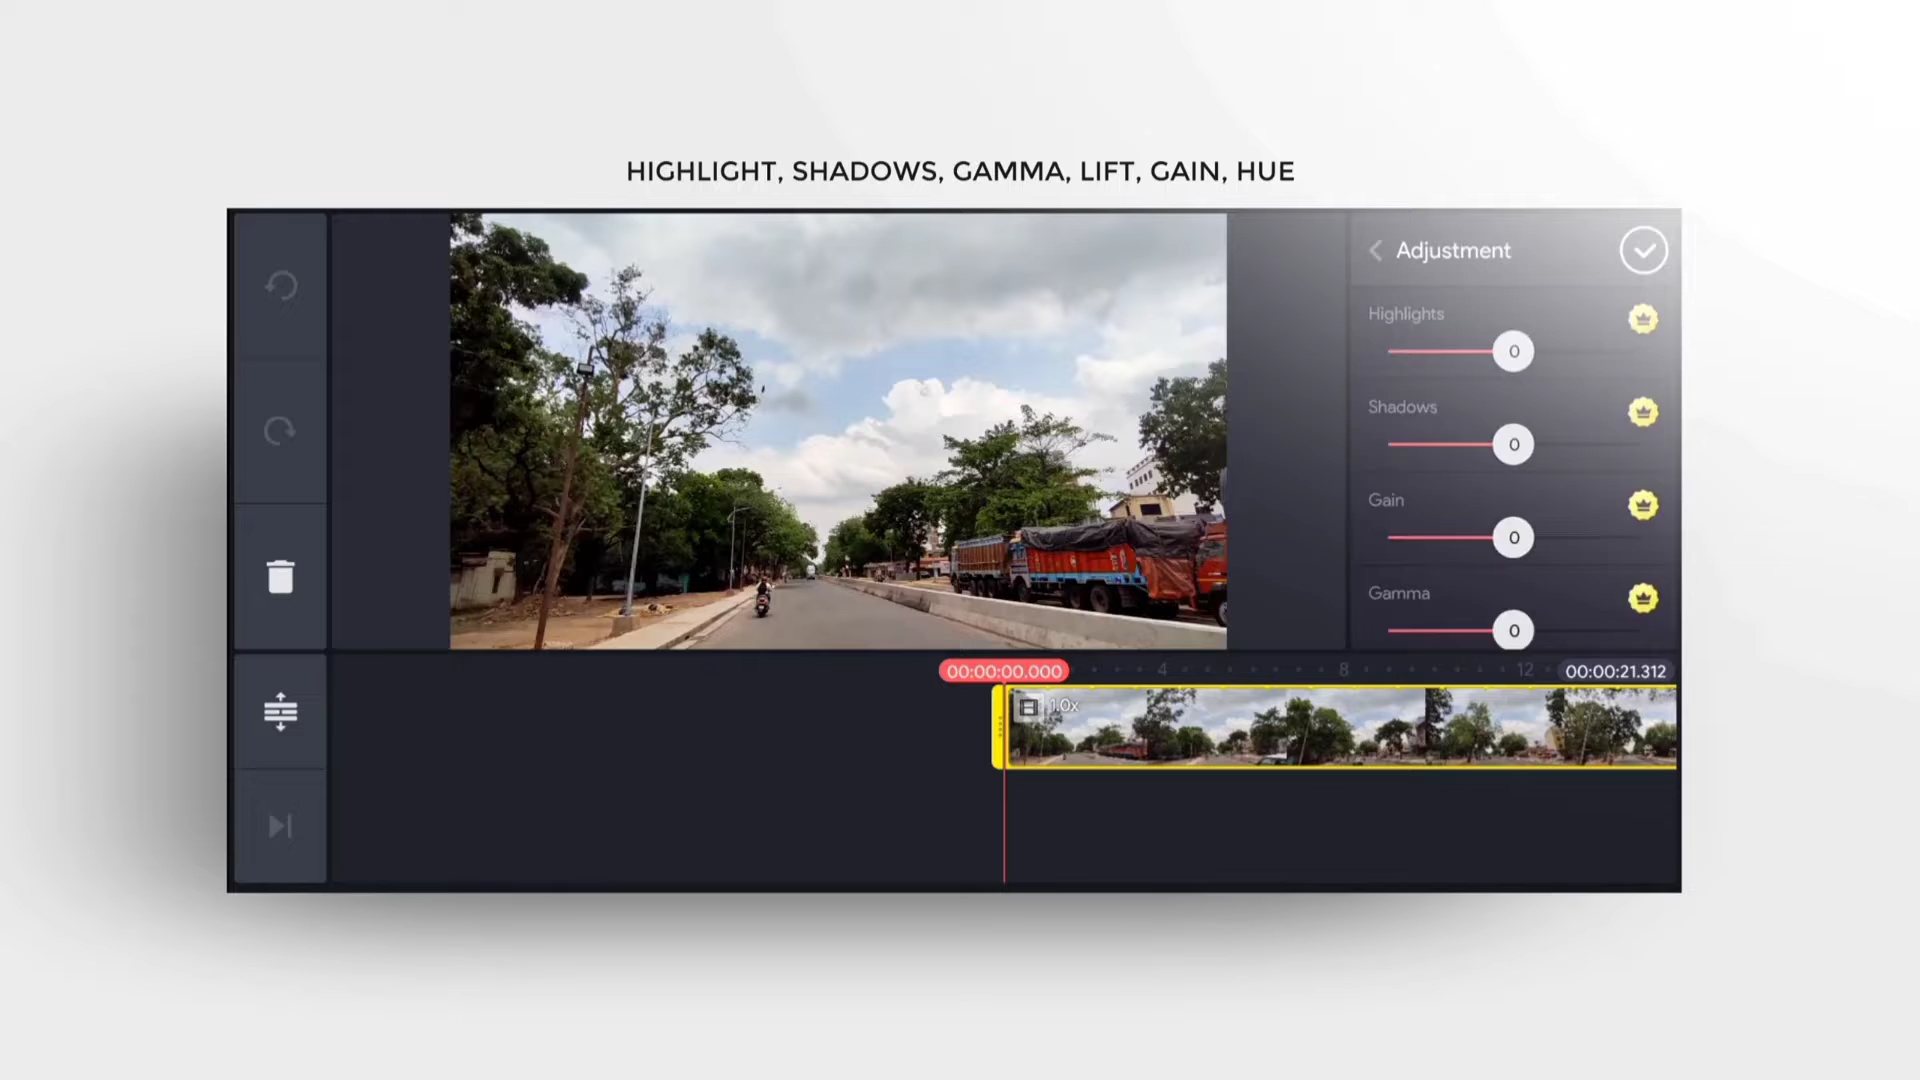 HIGHLIGHT, SHADOWS, GAMMA, LIFT, GAIN, HUE
Adjustment
Highlights
0
Shadows
0
Gain
0
Gamma
0
00:00:00.000
4
8
12
00:00:21.312
1.0x